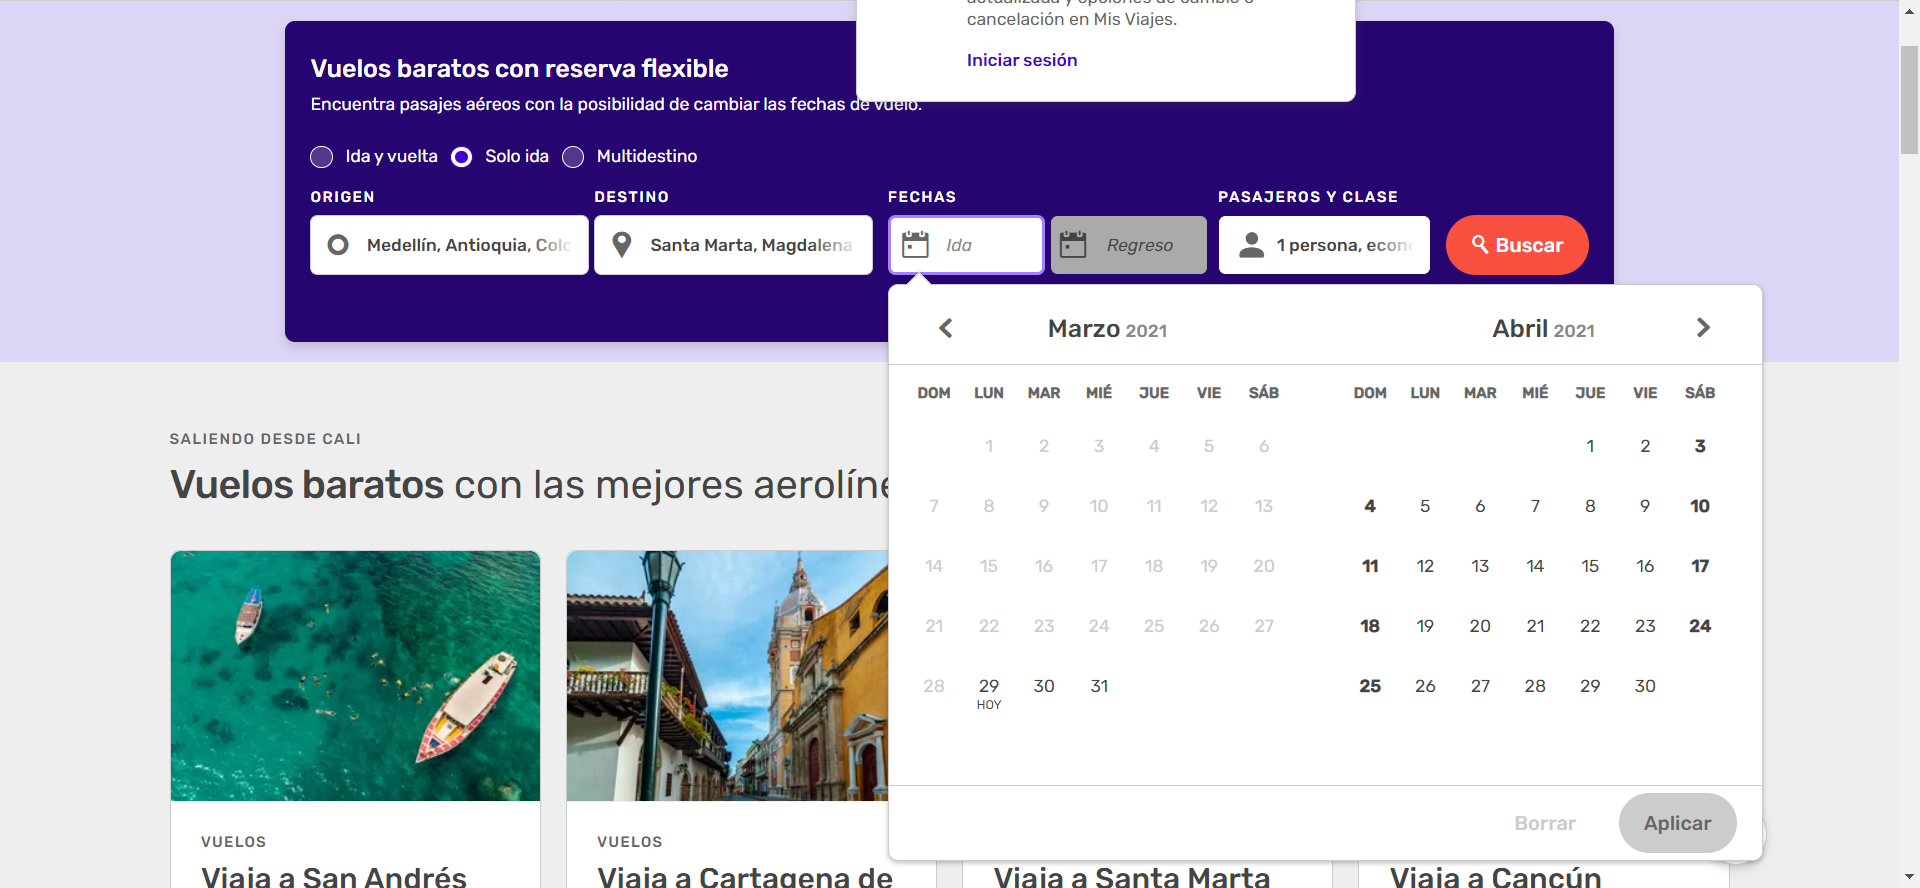 cancelación en Mis Viajes.
Iniciar sesión
Vuelos baratos con reserva flexible
Encuentra pasajes aéreos con la posibilidad de cambiar las fechas de vuelo.
Ida y vuelta Solo ida Multidestino
ORIGEN DESTINO FECHAS PASAJEROS Y CLASE
Medellín, Antioquia, Colo Santa Marta, Magdalena Ida Regreso 1 persona, econ Buscar
Marzo 2021 Abril 2021
DOM LUN MAR MIÉ JUE VIE SÁB DOM LUN MAR MIÉ JUE VIE SÁB
1 2 3 4 5 6 1 2 3
7 8 9 10 11 12 13 4 5 6 7 8 9 10
14 15 16 17 18 19 20 11 12 13 14 15 16 17
21 22 23 24 25 26 27 18 19 20 21 22 23 24
28 29 30 31 25 26 27 28 29 30
HOY
Borrar Aplicar
SALIENDO DESDE CALI
Vuelos baratos con las mejores aerolíne
VUELOS VUELOS
Viaja a San Andrés Viaja a Cartagena de Viaja a Santa Marta Viaja a Cancún